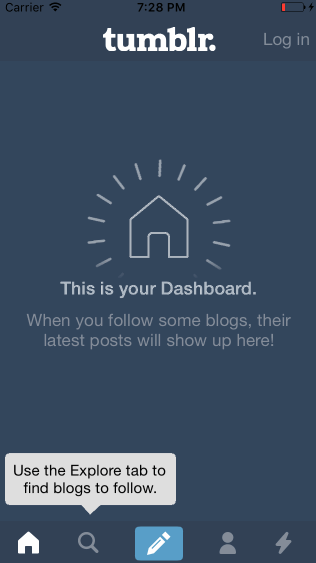 Carrier 7:28 PM
tumblr. Log in
This is your Dashboard.
When you follow some blogs, their
latest posts will show up here!
Use the Explore tab to
find blogs to follow.